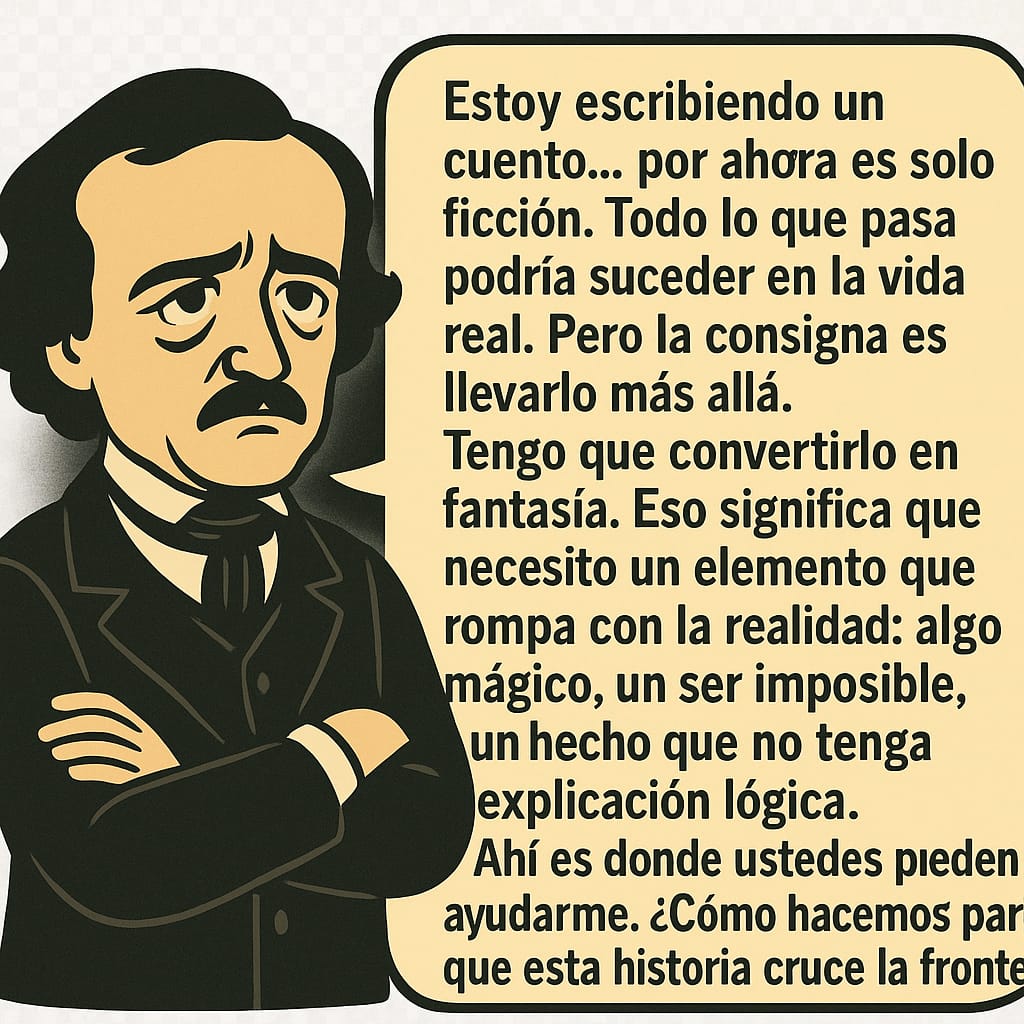 Estoy escribiendo un
cuento... por ahora es solo
ficción. Todo lo que pasa
podría suceder en la vida
real. Pero la consigna es
llevarlo más allá.
Tengo que convertirlo en
fantasía. Eso significa que
necesito un elemento que
rompa con la realidad: algo
mágico, un ser imposible,
un hecho que no tenga
explicación lógica.
Ahí es donde ustedes pieden
ayudarme. ¿Cómo hacemos par
que esta historia cruce la fronte